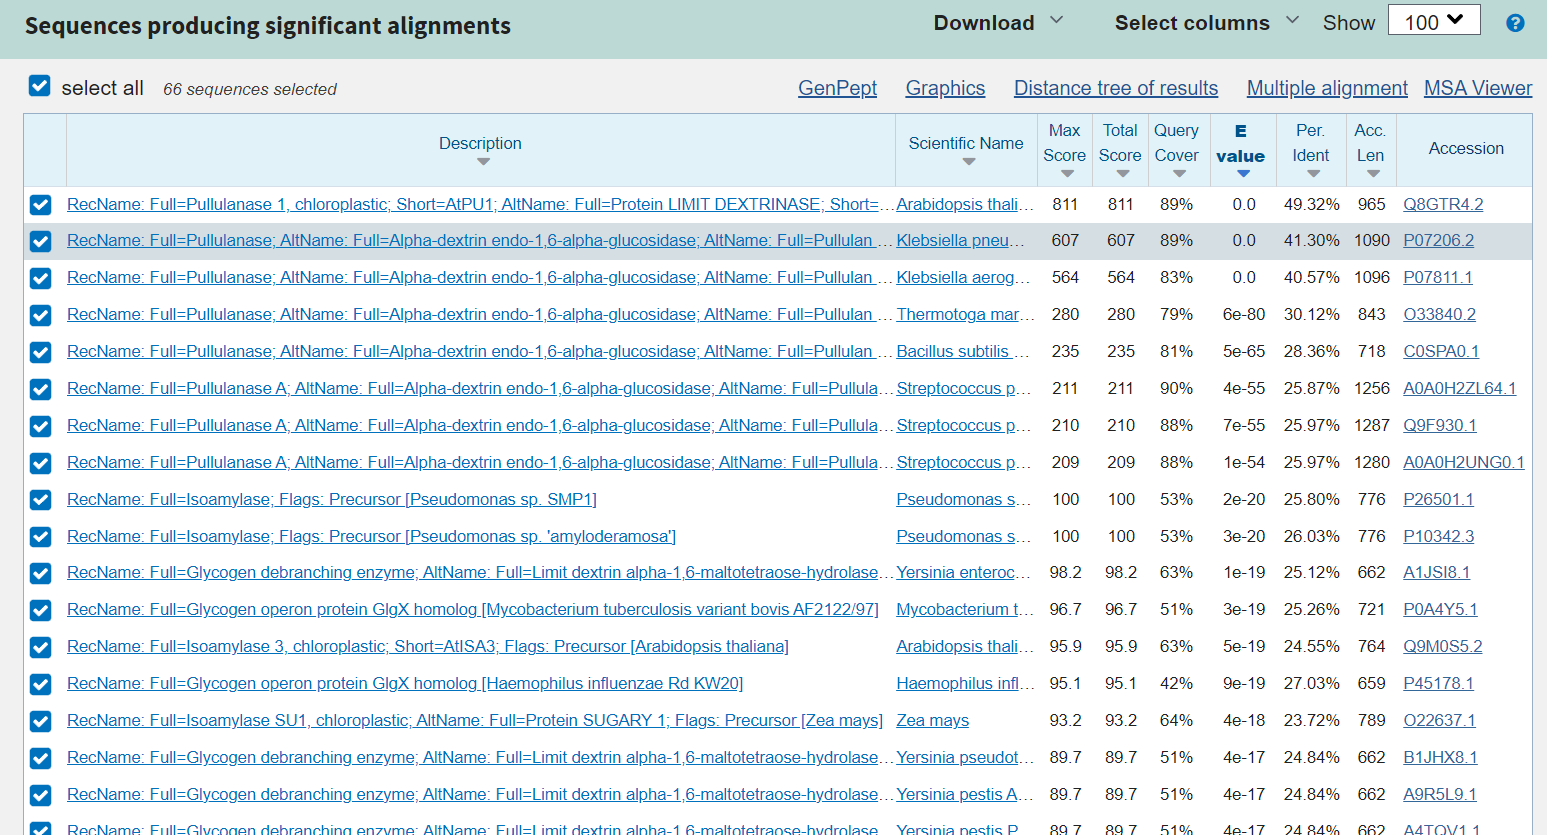 Sequences producing significant alignments Download Select columns Show 100 ?
select all 66 sequences selected GenPept Graphics Distance tree of results Multiple alignment MSA Viewer
Description Scientific Name Max Score Total Score Query Cover E value Per. Ident Acc. Len Accession
RecName: Full=Pullulanase 1, chloroplastic; Short=AtPU1; AltName: Full=Protein LIMIT DEXTRINASE; Short=... Arabidopsis thali... 811 811 89% 0.0 49.32% 965 Q8GTR4.2
RecName: Full=Pullulanase; AltName: Full=Alpha-dextrin endo-1,6-alpha-glucosidase; AltName: Full=Pullulan ... Klebsiella pneu... 607 607 89% 0.0 41.30% 1090 P07206.2
RecName: Full=Pullulanase; AltName: Full=Alpha-dextrin endo-1,6-alpha-glucosidase; AltName: Full=Pullulan ... Klebsiella aerog... 564 564 83% 0.0 40.57% 1096 P07811.1
RecName: Full=Pullulanase; AltName: Full=Alpha-dextrin endo-1,6-alpha-glucosidase; AltName: Full=Pullulan ... Thermotoga mar... 280 280 79% 6e-80 30.12% 843 O33840.2
RecName: Full=Pullulanase; AltName: Full=Alpha-dextrin endo-1,6-alpha-glucosidase; AltName: Full=Pullulan ... Bacillus subtilis ... 235 235 81% 5e-65 28.36% 718 C0SPA0.1
RecName: Full=Pullulanase A; AltName: Full=Alpha-dextrin endo-1,6-alpha-glucosidase; AltName: Full=Pullula... Streptococcus p... 211 211 90% 4e-55 25.87% 1256 A0A0H2ZL64.1
RecName: Full=Pullulanase A; AltName: Full=Alpha-dextrin endo-1,6-alpha-glucosidase; AltName: Full=Pullula... Streptococcus p... 210 210 88% 7e-55 25.97% 1287 Q9F930.1
RecName: Full=Pullulanase A; AltName: Full=Alpha-dextrin endo-1,6-alpha-glucosidase; AltName: Full=Pullula... Streptococcus p... 209 209 88% 1e-54 25.97% 1280 A0A0H2UNG0.1
RecName: Full=Isoamylase; Flags: Precursor [Pseudomonas sp. SMP1] Pseudomonas s... 100 100 53% 2e-20 25.80% 776 P26501.1
RecName: Full=Isoamylase; Flags: Precursor [Pseudomonas sp. 'amyloderamosa'] Pseudomonas s... 100 100 53% 3e-20 26.03% 776 P10342.3
RecName: Full=Glycogen debranching enzyme; AltName: Full=Limit dextrin alpha-1,6-maltotetraose-hydrolase... Yersinia enteroc... 98.2 98.2 63% 1e-19 25.12% 662 A1JSI8.1
RecName: Full=Glycogen operon protein GlgX homolog [Mycobacterium tuberculosis variant bovis AF2122/97] Mycobacterium t... 96.7 96.7 51% 3e-19 25.26% 721 P0A4Y5.1
RecName: Full=Isoamylase 3, chloroplastic; Short=AtISA3; Flags: Precursor [Arabidopsis thaliana] Arabidopsis thali... 95.9 95.9 63% 5e-19 24.55% 764 Q9M0S5.2
RecName: Full=Glycogen operon protein GlgX homolog [Haemophilus influenzae Rd KW20] Haemophilus infl... 95.1 95.1 42% 9e-19 27.03% 659 P45178.1
RecName: Full=Isoamylase SU1, chloroplastic; AltName: Full=Protein SUGARY 1; Flags: Precursor [Zea mays] Zea mays 93.2 93.2 64% 4e-18 23.72% 789 O22637.1
RecName: Full=Glycogen debranching enzyme; AltName: Full=Limit dextrin alpha-1,6-maltotetraose-hydrolase... Yersinia pseudot... 89.7 89.7 51% 4e-17 24.84% 662 B1JHX8.1
RecName: Full=Glycogen debranching enzyme; AltName: Full=Limit dextrin alpha-1,6-maltotetraose-hydrolase... Yersinia pestis A... 89.7 89.7 51% 4e-17 24.84% 662 A9R5L9.1
RecName: Full=Glycogen debranching enzyme; AltName: Full=Limit dextrin alpha-1,6-maltotetraose-hydrolase... Yersinia pestis P... 89.7 89.7 51% 4e-17 24.84% 662